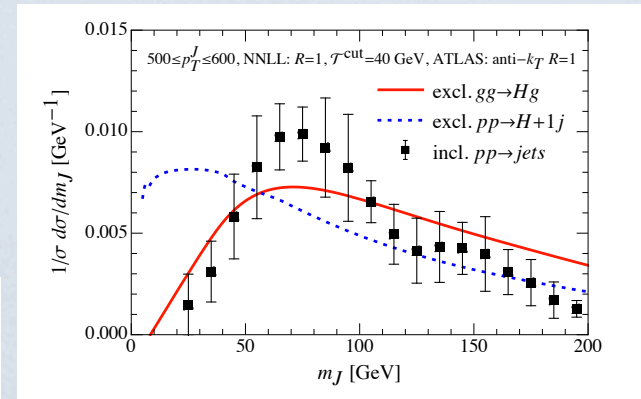 0.015
500≤p_T^J≤600, NNLL: R=1, 𝒯^cut=40 GeV, ATLAS: anti−k_T R=1
excl. gg→Hg
excl. pp→H+1j
incl. pp→jets
0.010
0.005
0.000
1/σ dσ/dm_J [GeV⁻¹]
0 50 100 150 200
m_J [GeV]